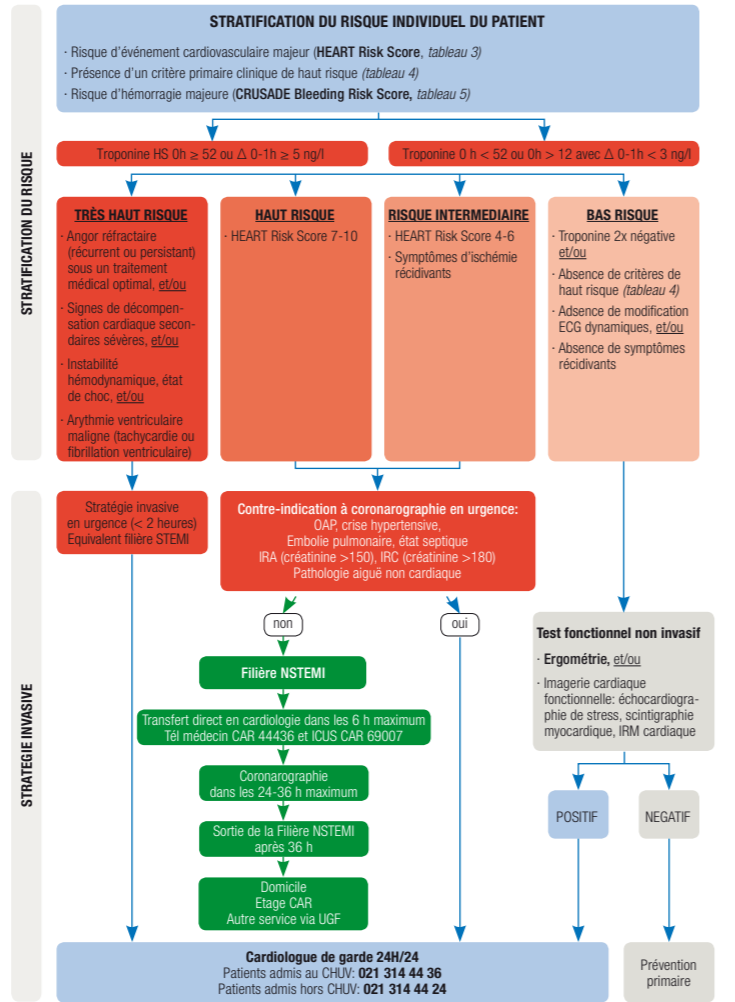 STRATIFICATION DU RISQUE
STRATIFICATION DU RISQUE INDIVIDUEL DU PATIENT
· Risque d'événement cardiovasculaire majeur (HEART Risk Score, tableau 3)
· Présence d'un critère primaire clinique de haut risque (tableau 4)
· Risque d'hémorragie majeure (CRUSADE Bleeding Risk Score, tableau 5)
Troponine HS 0h ≥ 52 ou Δ 0-1h ≥ 5 ng/l
Troponine 0 h < 52 ou 0h > 12 avec Δ 0-1h < 3 ng/l
TRÈS HAUT RISQUE
· Angor réfractaire
(récurrent ou persistant)
sous un traitement
médical optimal, et/ou
· Signes de décompen-
sation cardiaque secon-
daires sévères, et/ou
· Instabilité
hémodynamique, état
de choc, et/ou
· Arythmie ventriculaire
maligne (tachycardie ou
fibrillation ventriculaire)
HAUT RISQUE
· HEART Risk Score 7-10
RISQUE INTERMEDIAIRE
· HEART Risk Score 4-6
· Symptômes d'ischémie
récidivants
BAS RISQUE
· Troponine 2x négative
et/ou
· Absence de critères de
haut risque (tableau 4)
· Adsence de modification
ECG dynamiques, et/ou
· Absence de symptômes
récidivants
STRATEGIE INVASIVE
Stratégie invasive
en urgence (< 2 heures)
Equivalent filière STEMI
Contre-indication à coronarographie en urgence:
OAP, crise hypertensive,
Embolie pulmonaire, état septique
IRA (créatinine >150), IRC (créatinine >180)
Pathologie aiguë non cardiaque
non
oui
Filière NSTEMI
Transfert direct en cardiologie dans les 6 h maximum
Tél médecin CAR 44436 et ICUS CAR 69007
Coronarographie
dans les 24-36 h maximum
Sortie de la Filière NSTEMI
après 36 h
Domicile
Etage CAR
Autre service via UGF
Test fonctionnel non invasif
· Ergométrie, et/ou
· Imagerie cardiaque
fonctionnelle: échocardiogra-
phie de stress, scintigraphie
myocardique, IRM cardiaque
POSITIF
NEGATIF
Cardiologue de garde 24H/24
Patients admis au CHUV: 021 314 44 36
Patients admis hors CHUV: 021 314 44 24
Prévention
primaire